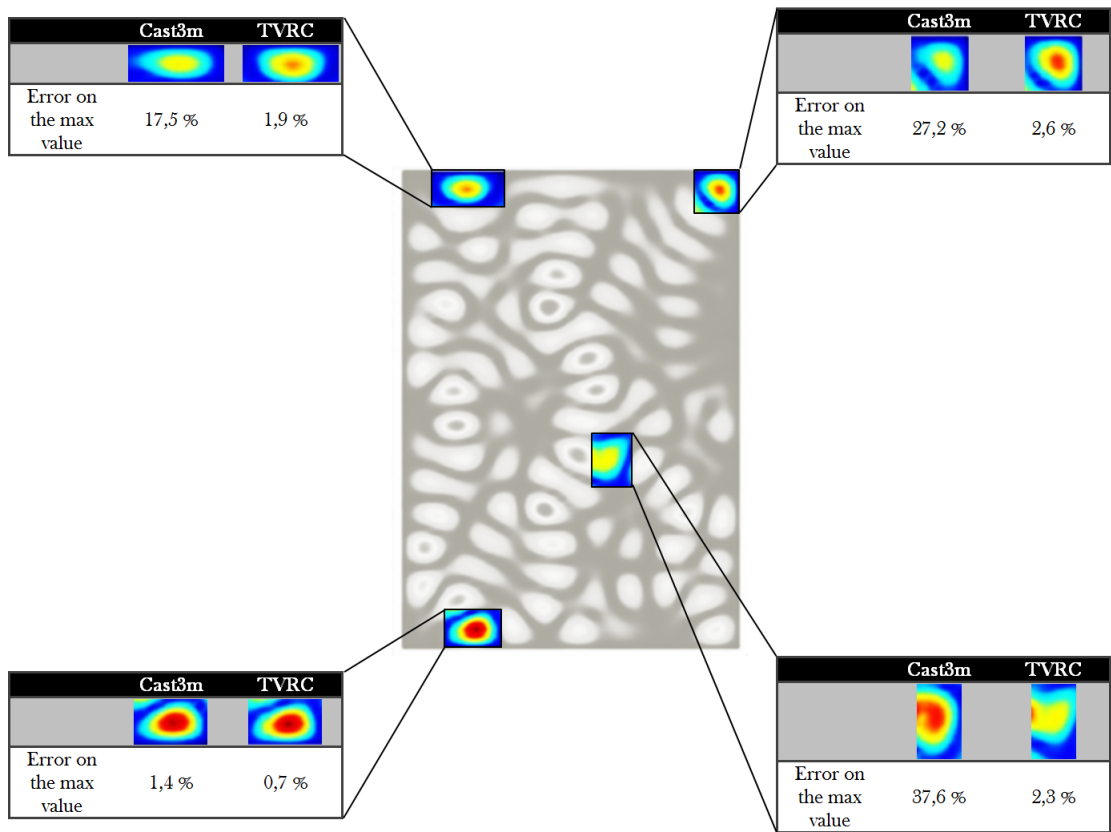 Cast3m TVRC
Error on
the max
value
17,5 % 1,9 %
Cast3m TVRC
Error on
the max
value
27,2 % 2,6 %
Cast3m TVRC
Error on
the max
value
1,4 % 0,7 %
Cast3m TVRC
Error on
the max
value
37,6 % 2,3 %